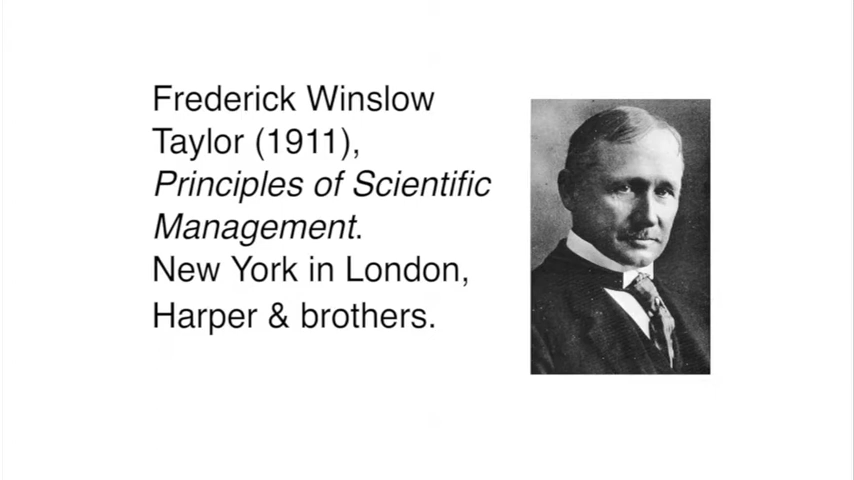 Frederick Winslow
Taylor (1911),
Principles of Scientific
Management.
New York in London,
Harper & brothers.